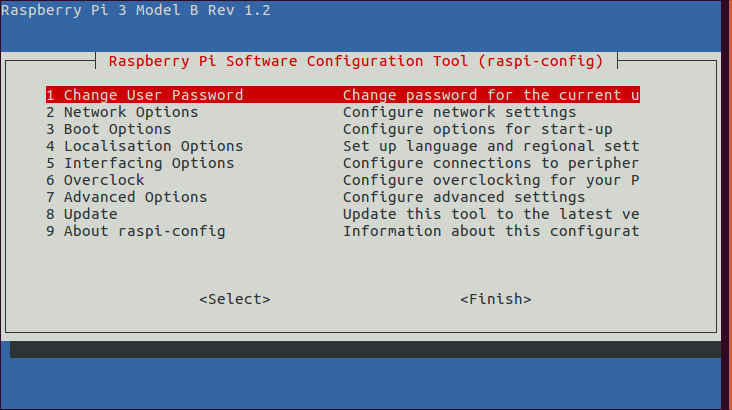 Raspberry Pi 3 Model B Rev 1.2
Raspberry Pi Software Configuration Tool (raspi-config)
1 Change User Password Change password for the current u
2 Network Options Configure network settings
3 Boot Options Configure options for start-up
4 Localisation Options Set up language and regional sett
5 Interfacing Options Configure connections to peripher
6 Overclock Configure overclocking for your P
7 Advanced Options Configure advanced settings
8 Update Update this tool to the latest ve
9 About raspi-config Information about this configurat
<Select> <Finish>